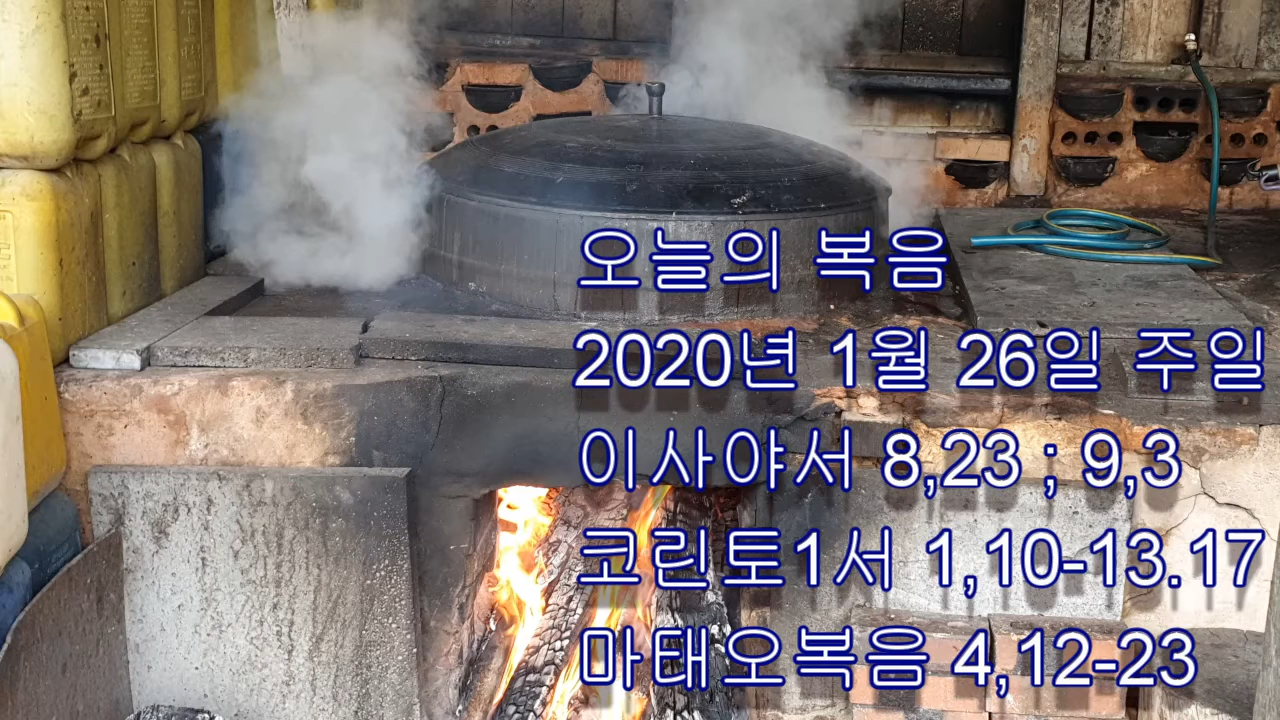 오늘의 복음
2020년 1월 26일 주일
이사야서 8,23 ; 9,3
코린토1서 1,10-13.17
마태오복음 4,12-23